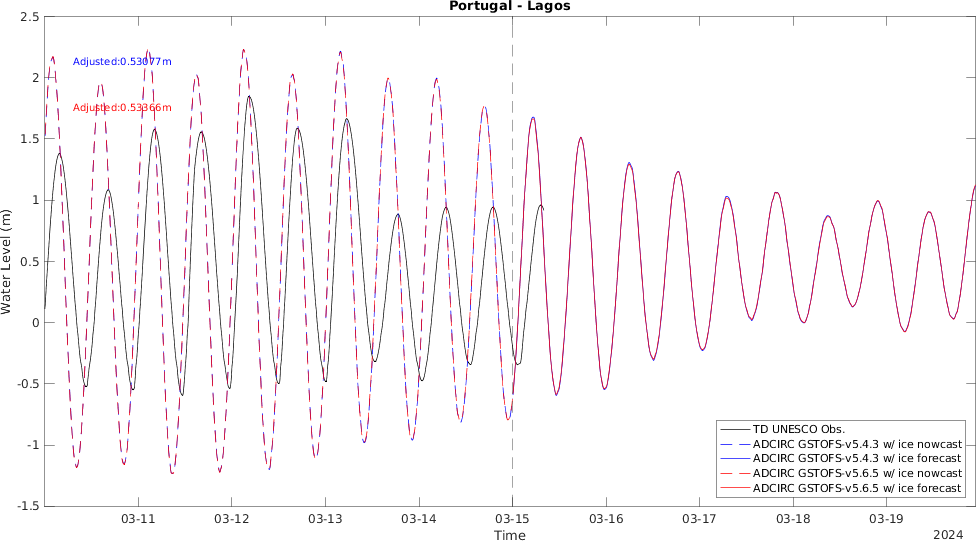 Portugal - Lagos
2.5
2
1.5
1
0.5
0
-0.5
-1
-1.5
Water Level (m)
Adjusted:0.53077m
Adjusted:0.53366m
TD UNESCO Obs.
ADCIRC GSTOFS-v5.4.3 w/ ice nowcast
ADCIRC GSTOFS-v5.4.3 w/ ice forecast
ADCIRC GSTOFS-v5.6.5 w/ ice nowcast
ADCIRC GSTOFS-v5.6.5 w/ ice forecast
03-11 03-12 03-13 03-14 03-15 03-16 03-17 03-18 03-19
Time
2024